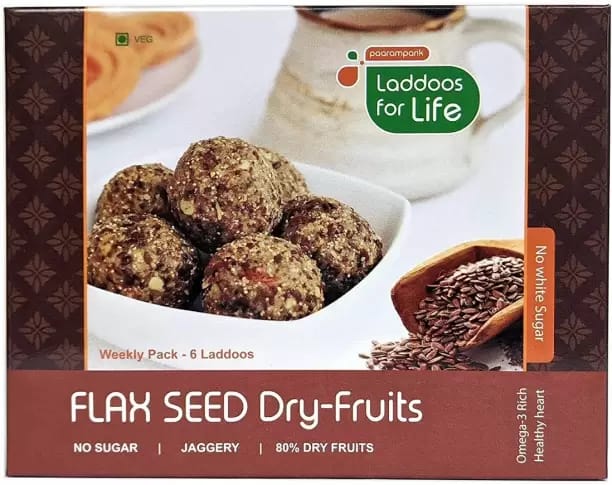 VEG
paarampark
Laddoos
for Life
No white Sugar
Weekly Pack - 6 Laddoos
FLAX SEED Dry-Fruits
NO SUGAR | JAGGERY | 80% DRY FRUITS
Omega-3 Rich
Healthy heart